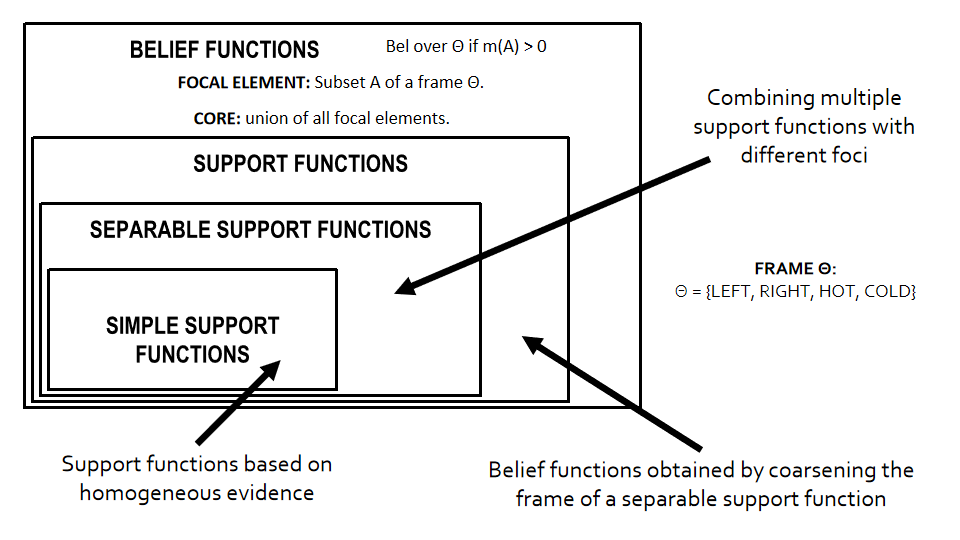 BELIEF FUNCTIONS
Bel over Θ if m(A) > 0
FOCAL ELEMENT: Subset A of a frame Θ.
CORE: union of all focal elements.
SUPPORT FUNCTIONS
SEPARABLE SUPPORT FUNCTIONS
SIMPLE SUPPORT
FUNCTIONS
Combining multiple
support functions with
different foci
FRAME Θ:
Θ = {LEFT, RIGHT, HOT, COLD}
Support functions based on
homogeneous evidence
Belief functions obtained by coarsening the
frame of a separable support function